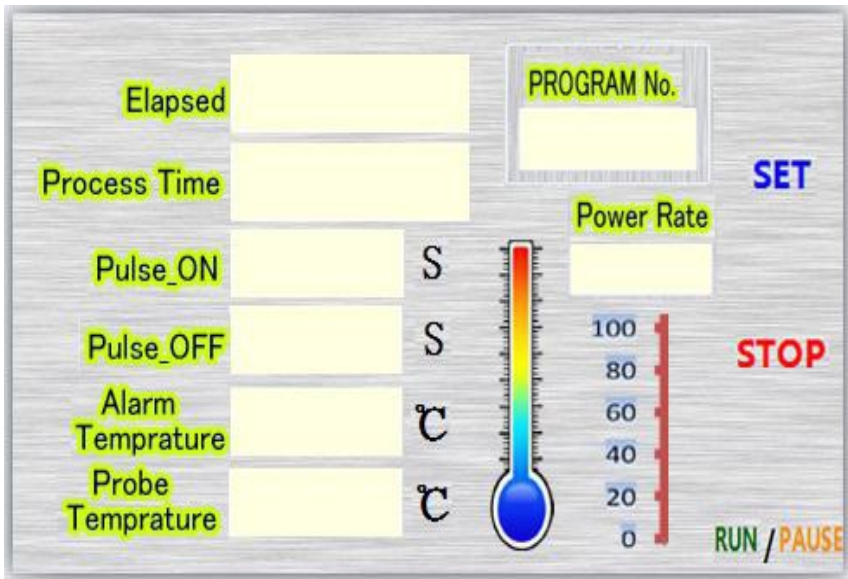 Elapsed
PROGRAM No.
Process Time
SET
Power Rate
Pulse_ON
S
Pulse_OFF
S
100
80
60
40
20
0
STOP
Alarm
Temprature
℃
Probe
Temprature
℃
RUN / PAUSE